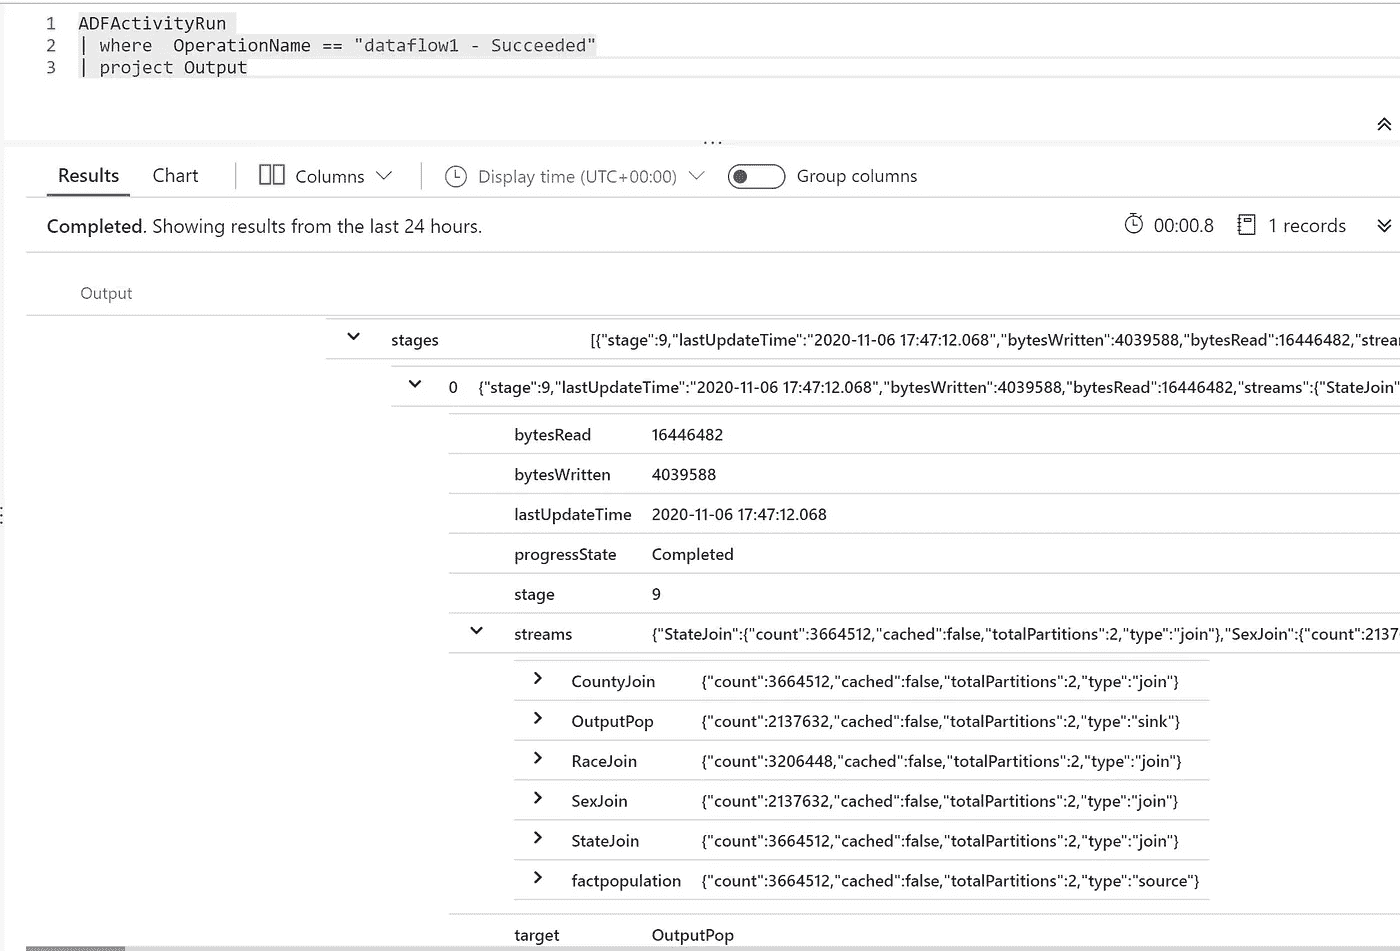 1 ADFActivityRun
2 | where  OperationName == "dataflow1 - Succeeded"
3 | project Output
...
Results Chart Columns Display time (UTC+00:00) Group columns
Completed. Showing results from the last 24 hours. 00:00.8 1 records
Output
stages [{"stage":9,"lastUpdateTime":"2020-11-06 17:47:12.068","bytesWritten":4039588,"bytesRead":16446482,"strea
0 {"stage":9,"lastUpdateTime":"2020-11-06 17:47:12.068","bytesWritten":4039588,"bytesRead":16446482,"streams":{"StateJoin"
bytesRead 16446482
bytesWritten 4039588
lastUpdateTime 2020-11-06 17:47:12.068
progressState Completed
stage 9
streams {"StateJoin":{"count":3664512,"cached":false,"totalPartitions":2,"type":"join"},"SexJoin":{"count":2137
CountyJoin {"count":3664512,"cached":false,"totalPartitions":2,"type":"join"}
OutputPop {"count":2137632,"cached":false,"totalPartitions":2,"type":"sink"}
RaceJoin {"count":3206448,"cached":false,"totalPartitions":2,"type":"join"}
SexJoin {"count":2137632,"cached":false,"totalPartitions":2,"type":"join"}
StateJoin {"count":3664512,"cached":false,"totalPartitions":2,"type":"join"}
factpopulation {"count":3664512,"cached":false,"totalPartitions":2,"type":"source"}
target OutputPop